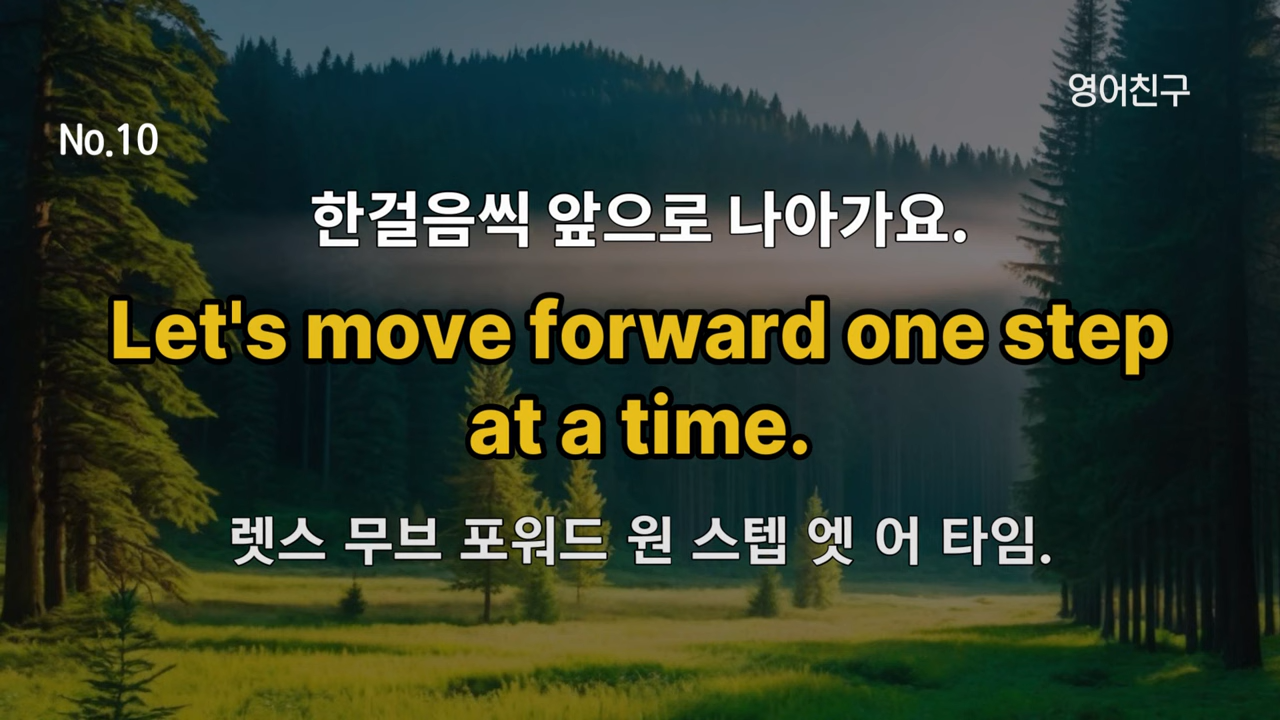 영어친구
No.10
한걸음씩 앞으로 나아가요.
Let's move forward one step
at a time.
렛스 무브 포워드 원 스텝 엣 어 타임.